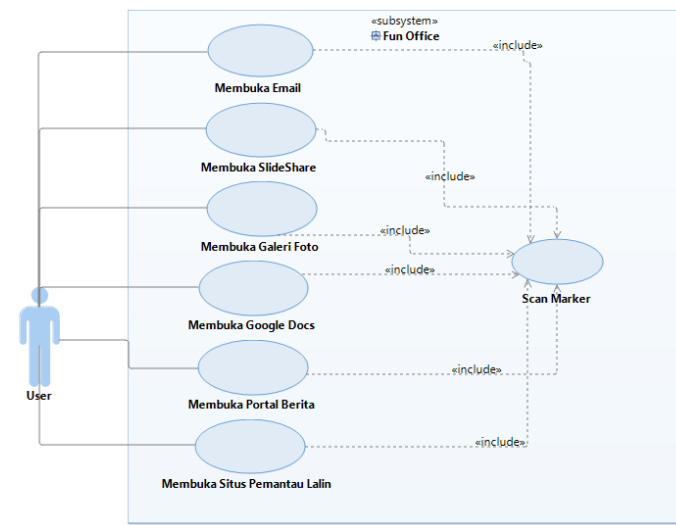 «subsystem»
Fun Office
«include»
Membuka Email
Membuka SlideShare
«include»
Membuka Galeri Foto
«include»
«include»
Scan Marker
Membuka Google Docs
User
Membuka Portal Berita
«include»
«include»
Membuka Situs Pemantau Lalin